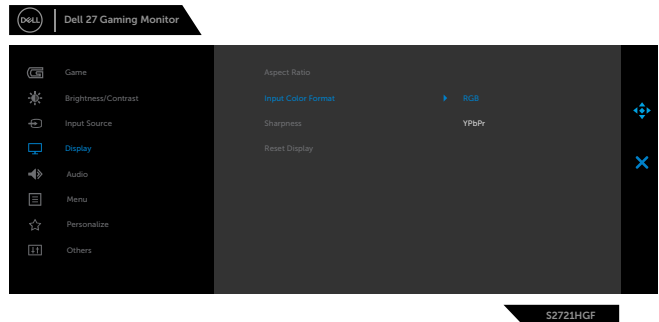 DELL Dell 27 Gaming Monitor
Game
Aspect Ratio
Brightness/Contrast
Input Color Format
RGB
Input Source
Sharpness
YPbPr
Display
Reset Display
Audio
Menu
Personalize
Others
S2721HGF